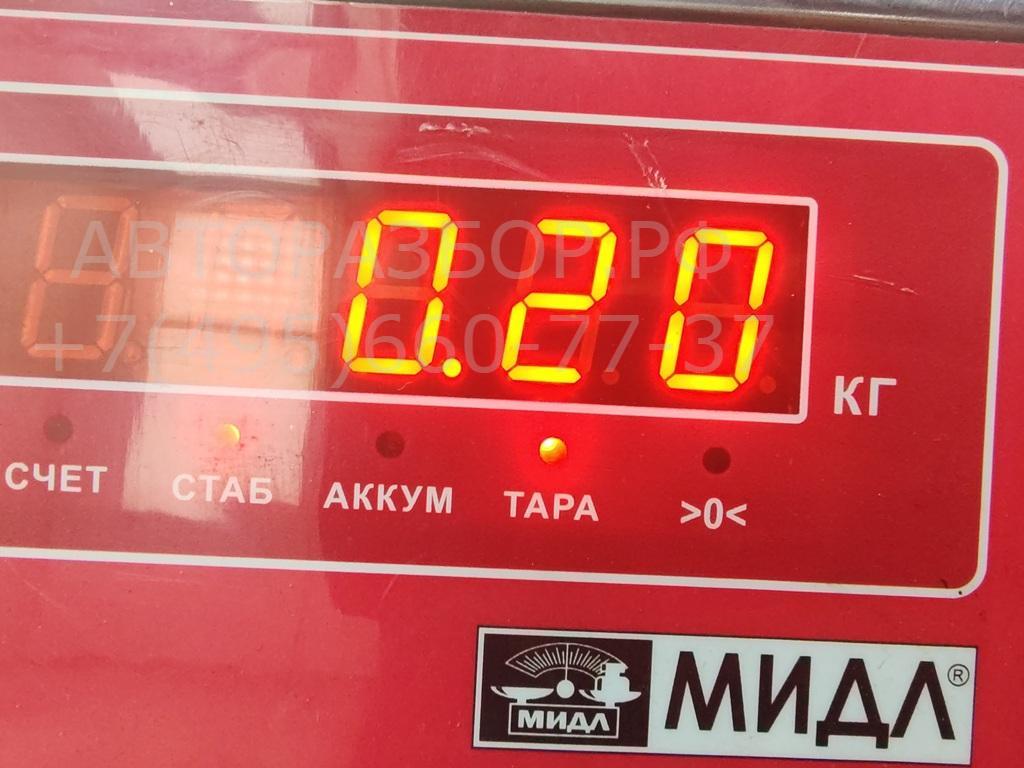 АВТОРАЗБОР.РФ
+7(495)660-77-37
0.20
КГ
СЧЕТ СТАБ АККУМ ТАРА >0<
МИДЛ
МИДЛ®